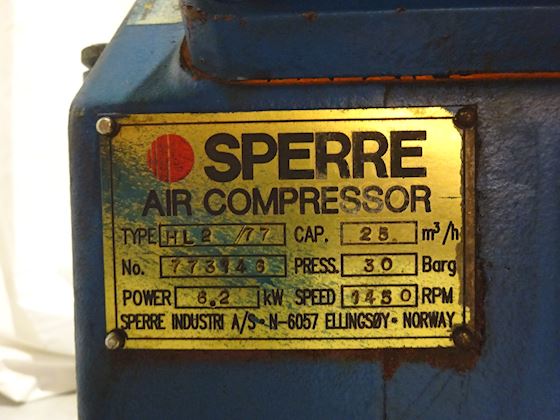 SPERRE
AIR COMPRESSOR
TYPE HL2 /77 CAP. 25 m³/h
No. 773146 PRESS. 30 Barg
POWER 6.2 kW SPEED 1450 RPM
SPERRE INDUSTRI A/S · N-6057 ELLINGSØY · NORWAY